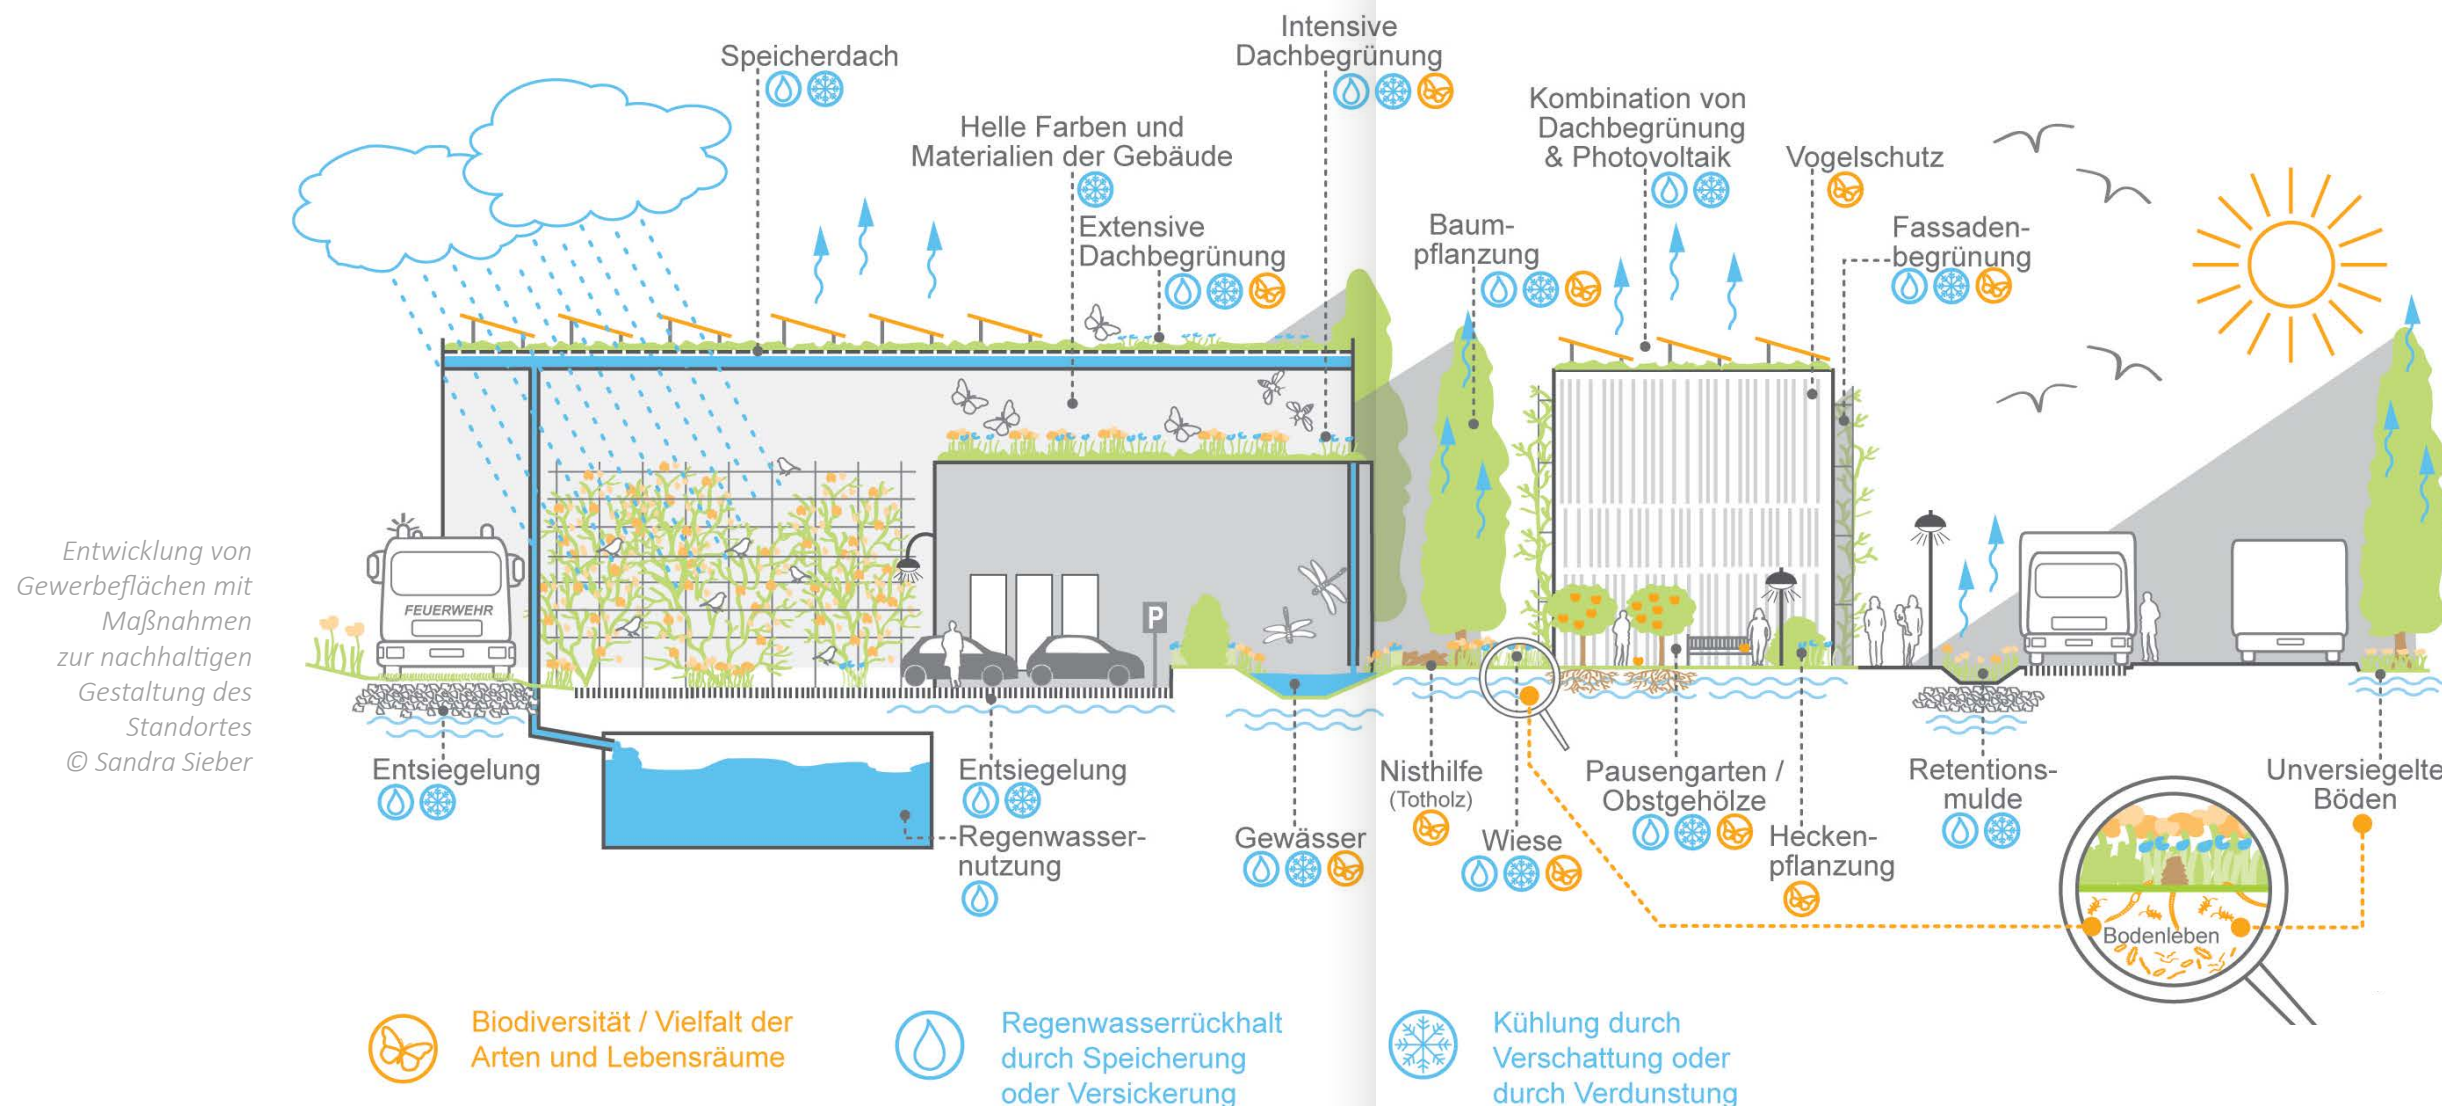 Intensive
Dachbegrünung
Speicherdach
Kombination von
Dachbegrünung
& Photovoltaik
Helle Farben und
Materialien der Gebäude
Vogelschutz
Extensive
Dachbegrünung
Baum-
pflanzung
Fassaden-
begrünung
Entwicklung von
Gewerbeflächen mit
Maßnahmen
zur nachhaltigen
Gestaltung des
Standortes
© Sandra Sieber
FEUERWEHR
P
Entsiegelung
Entsiegelung
Regenwasser-
nutzung
Gewässer
Nisthilfe
(Totholz)
Wiese
Pausengarten /
Obstgehölze
Hecken-
pflanzung
Retentions-
mulde
Unversiegelte
Böden
Bodenleben
Biodiversität / Vielfalt der
Arten und Lebensräume
Regenwasserrückhalt
durch Speicherung
oder Versickerung
Kühlung durch
Verschattung oder
durch Verdunstung